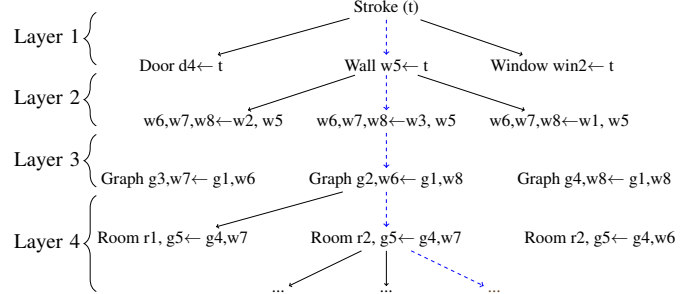 Stroke (t)
Layer 1
Door d4← t
Wall w5← t
Window win2← t
Layer 2
w6,w7,w8←w2, w5
w6,w7,w8←w3, w5
w6,w7,w8←w1, w5
Layer 3
Graph g3,w7← g1,w6
Graph g2,w6← g1,w8
Graph g4,w8← g1,w8
Layer 4
Room r1, g5← g4,w7
Room r2, g5← g4,w7
Room r2, g5← g4,w6
...
...
...